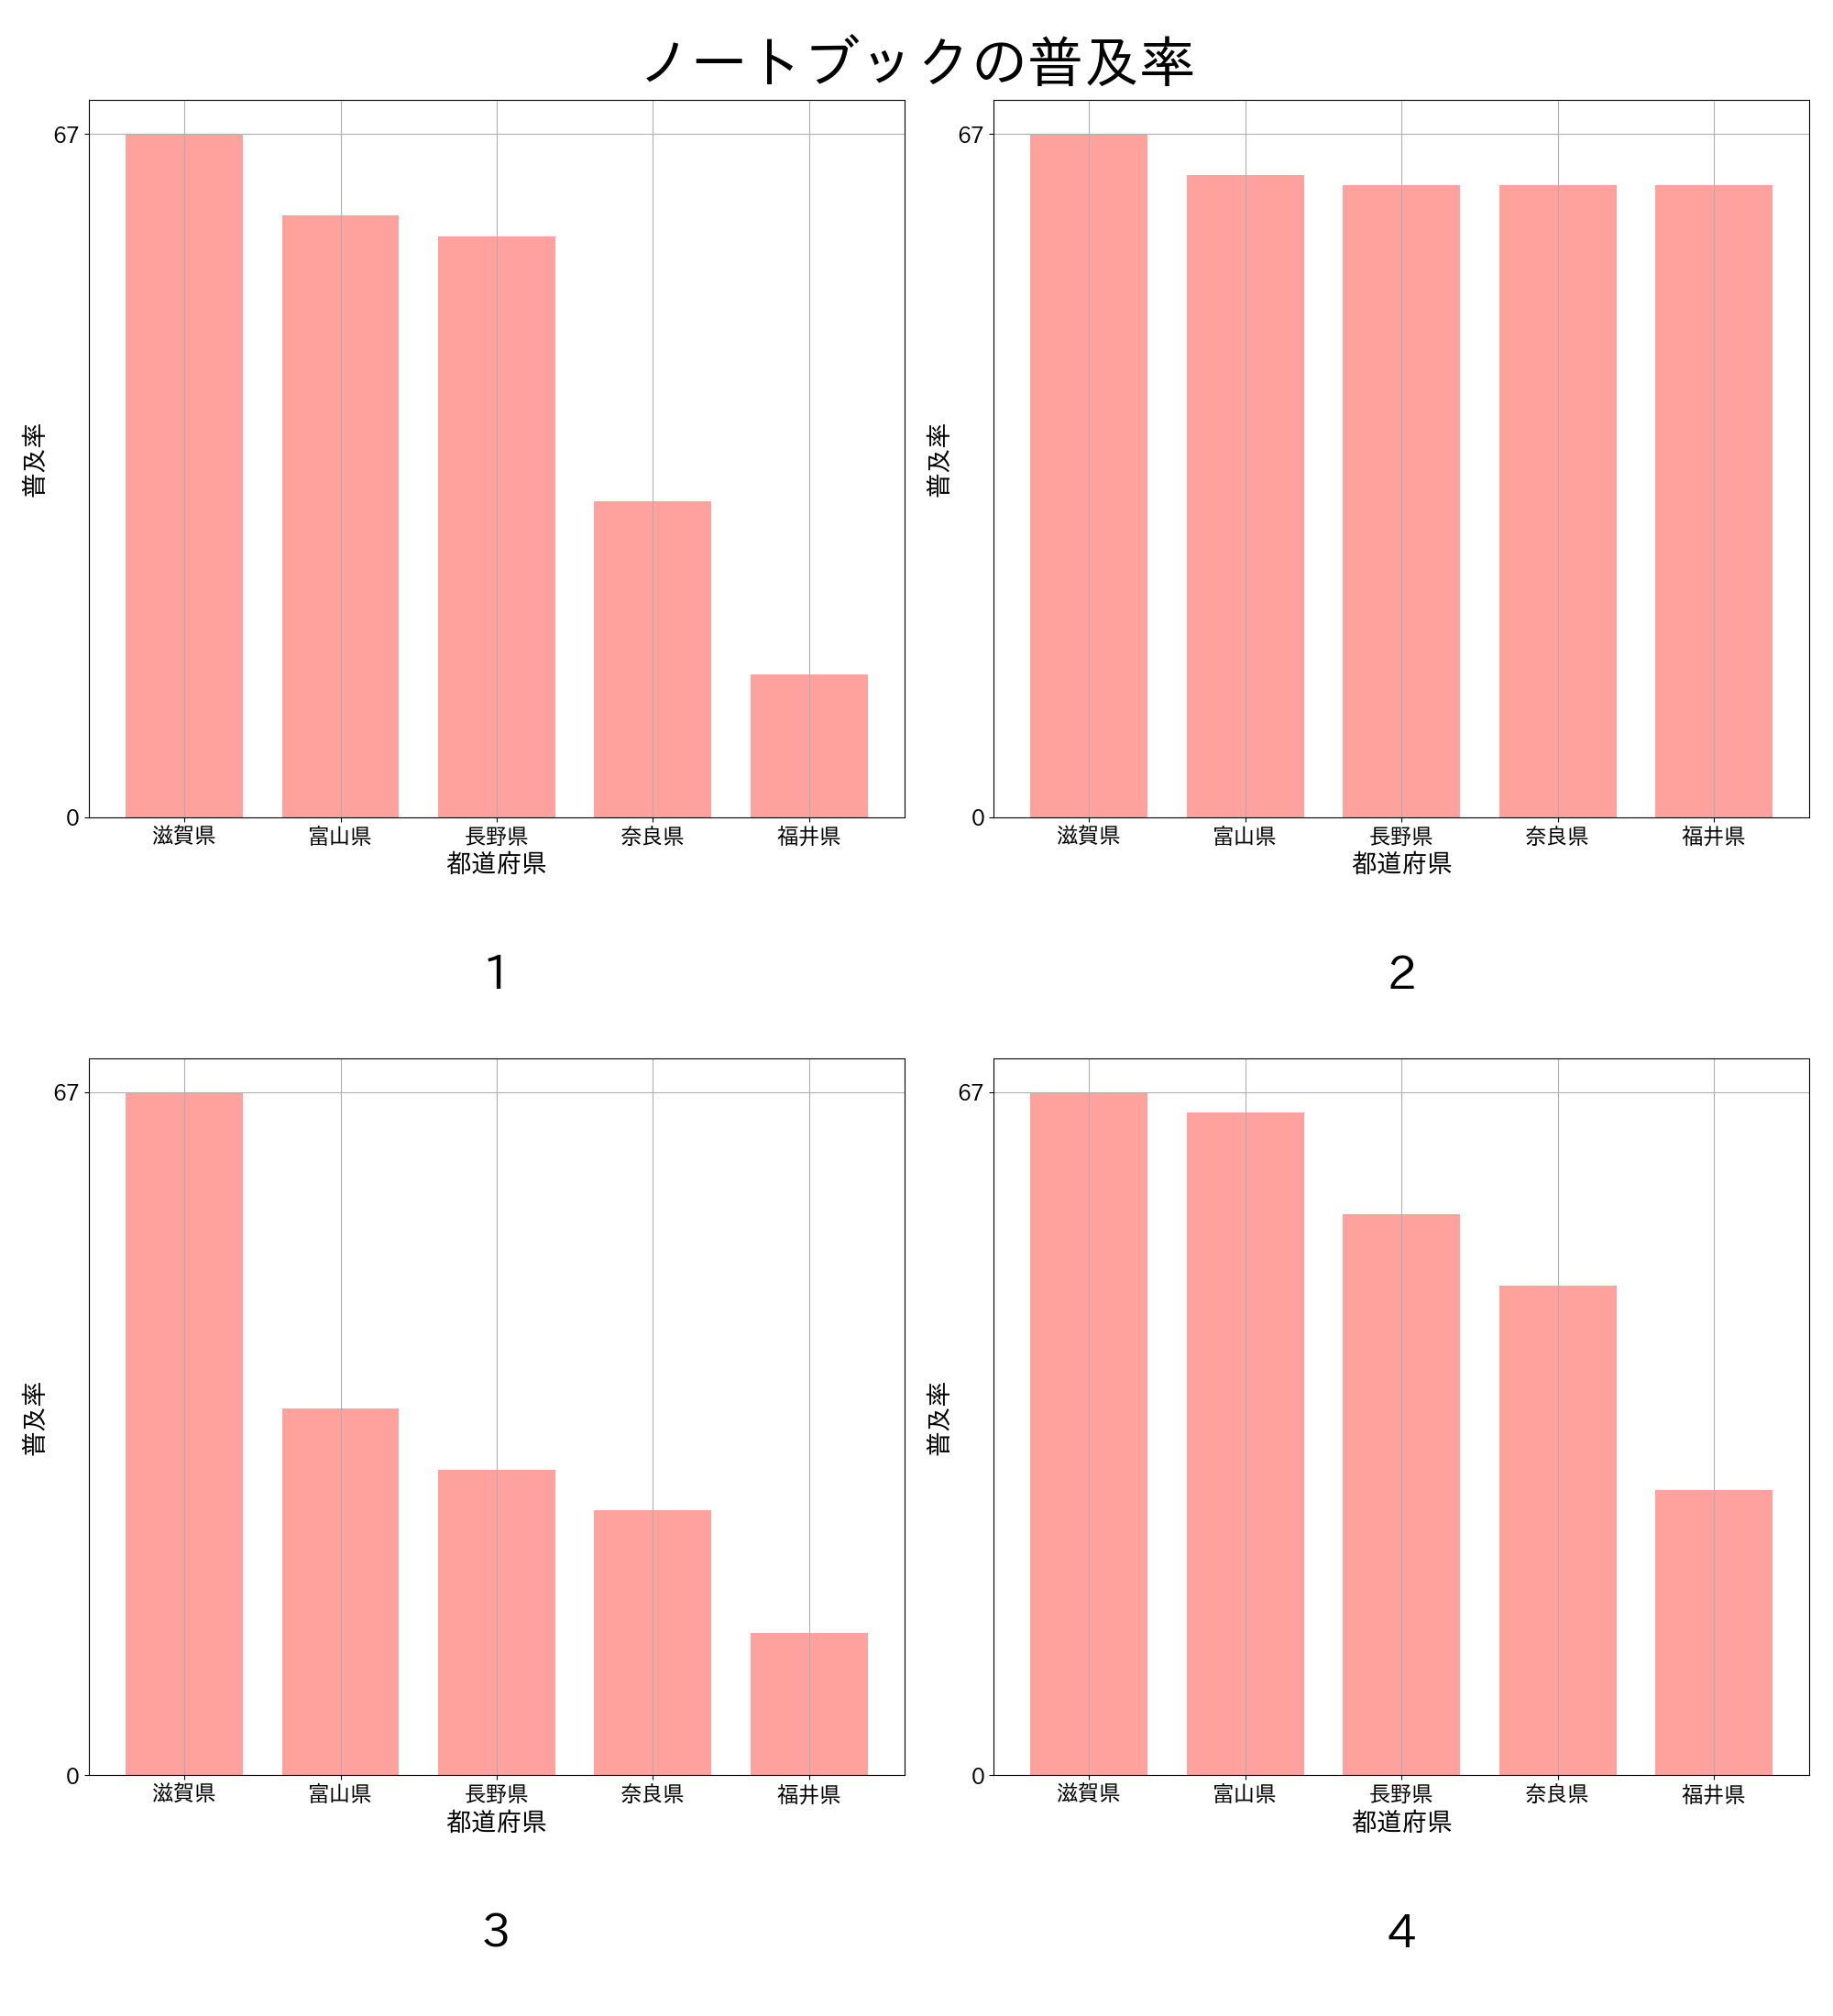 ノートブックの普及率
67
0
普及率
滋賀県 富山県 長野県 奈良県 福井県
都道府県
1
67
0
普及率
滋賀県 富山県 長野県 奈良県 福井県
都道府県
2
67
0
普及率
滋賀県 富山県 長野県 奈良県 福井県
都道府県
3
67
0
普及率
滋賀県 富山県 長野県 奈良県 福井県
都道府県
4